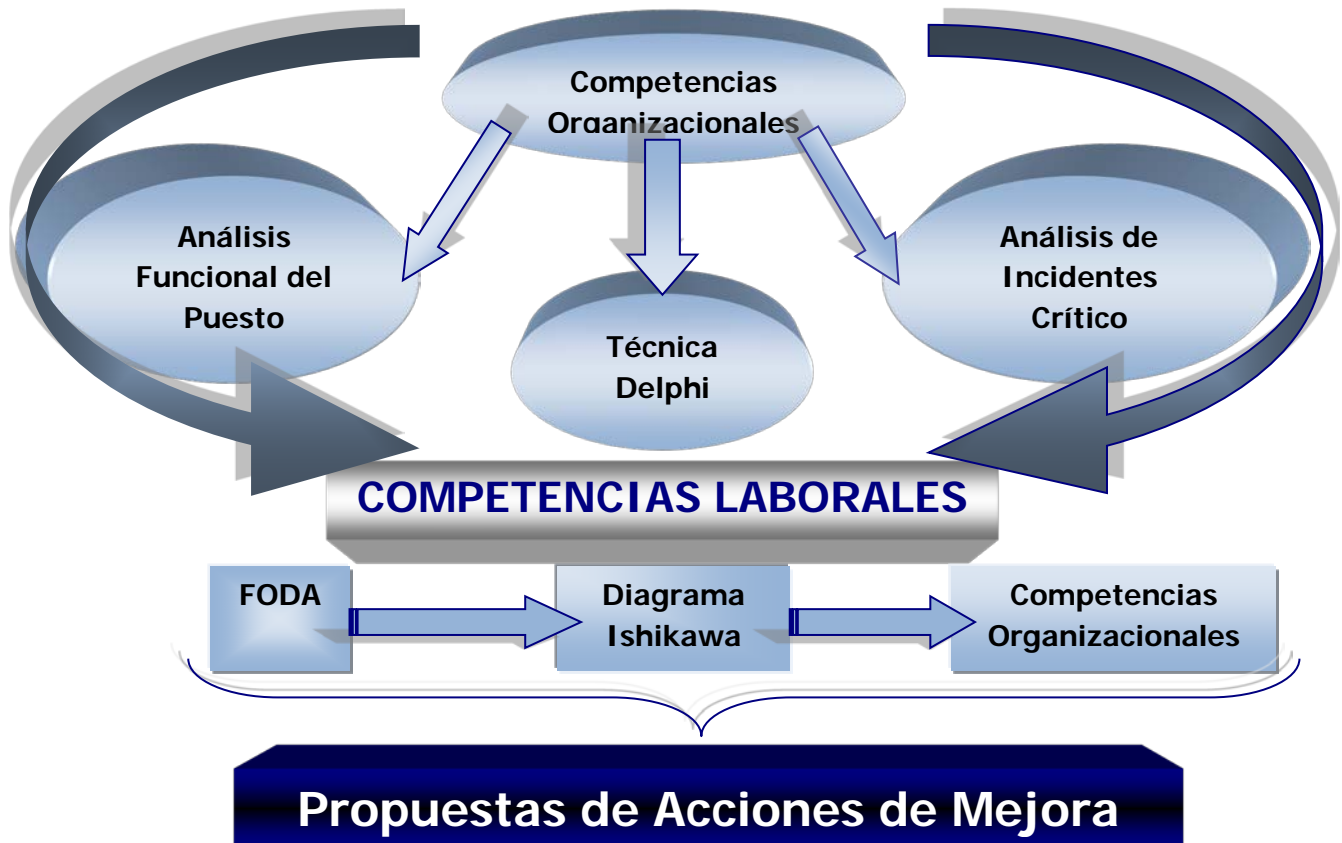 Competencias
Organizacionales
Análisis
Funcional del
Puesto
Técnica
Delphi
Análisis de
Incidentes
Crítico
COMPETENCIAS LABORALES
FODA
Diagrama
Ishikawa
Competencias
Organizacionales
Propuestas de Acciones de Mejora